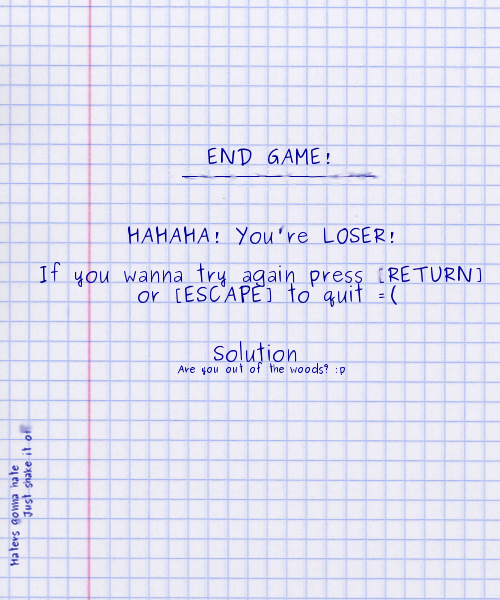 END GAME!
HAHAHA! You're LOSER!
If you wanna try again press [RETURN]
or [ESCAPE] to quit =(
Solution
Are you out of the woods? :p
Haters gonna hate
Just shake it of